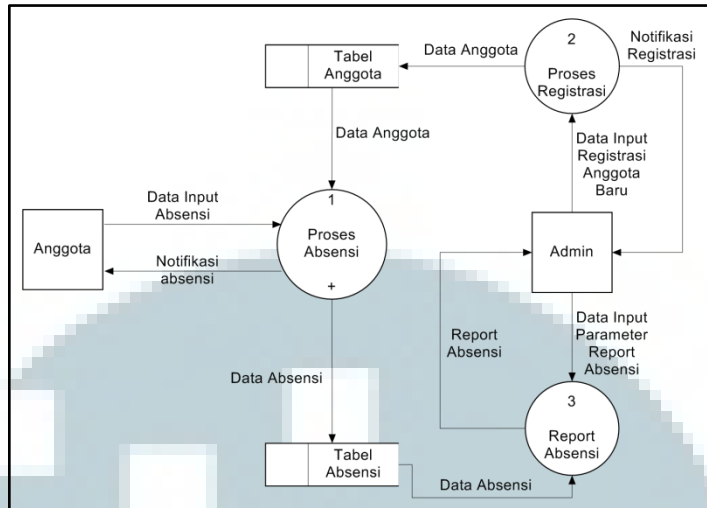 Tabel
Anggota
Data Anggota
2
Proses
Registrasi
Notifikasi
Registrasi
Data Anggota
Data Input
Registrasi
Anggota
Baru
Data Input
Absensi
1
Proses
Absensi
+
Anggota
Notifikasi
absensi
Admin
Report
Absensi
Data Input
Parameter
Report
Absensi
Data Absensi
3
Report
Absensi
Tabel
Absensi
Data Absensi